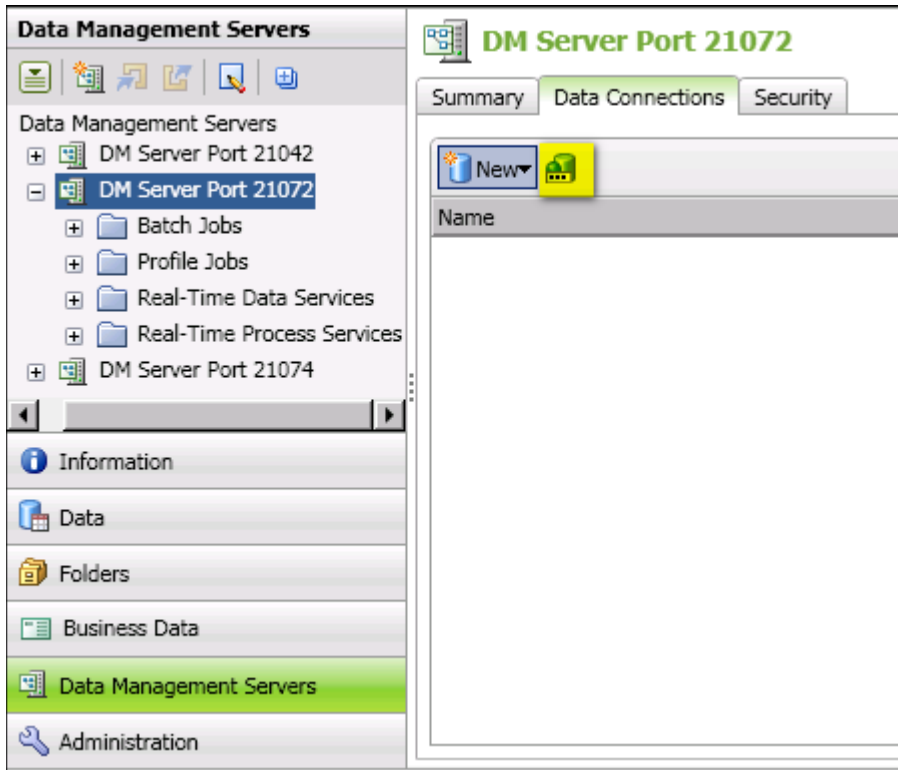 Data Management Servers
Data Management Servers
DM Server Port 21042
DM Server Port 21072
Batch Jobs
Profile Jobs
Real-Time Data Services
Real-Time Process Services
DM Server Port 21074
Information
Data
Folders
Business Data
Data Management Servers
Administration
DM Server Port 21072
Summary Data Connections Security
New
Name